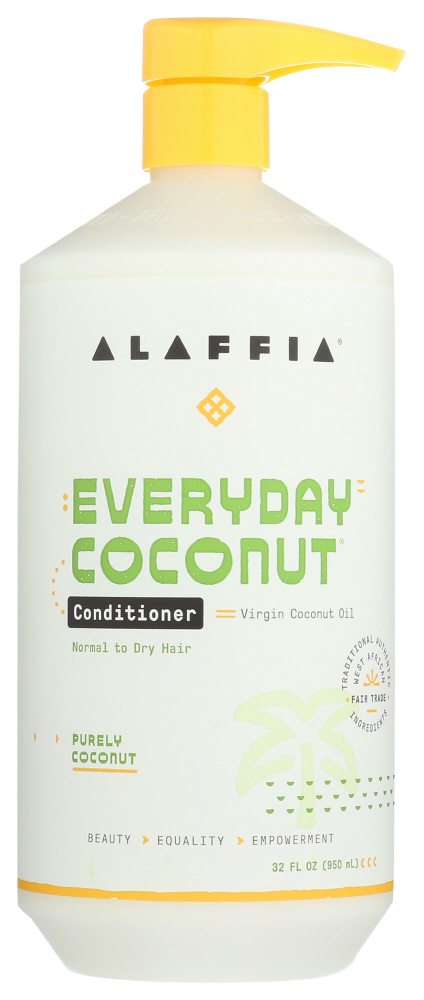 ALAFFIA®
EVERYDAY
COCONUT®
Conditioner
Virgin Coconut Oil
Normal to Dry Hair
TRADITIONAL AUTHENTIC
WEST AFRICAN
FAIR TRADE
INGREDIENTS
PURELY
COCONUT
BEAUTY > EQUALITY > EMPOWERMENT
32 FL OZ (950 mL)